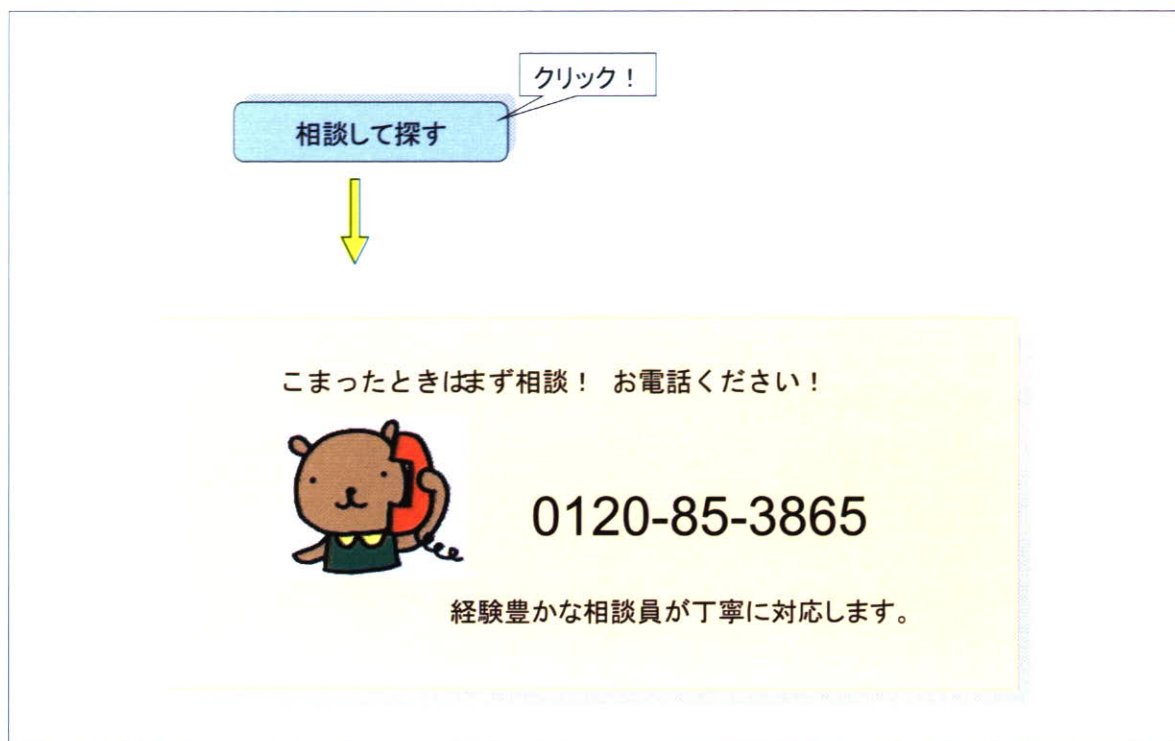 クリック！
相談して探す
こまったときはまず相談！ お電話ください！
0120-85-3865
経験豊かな相談員が丁寧に対応します。